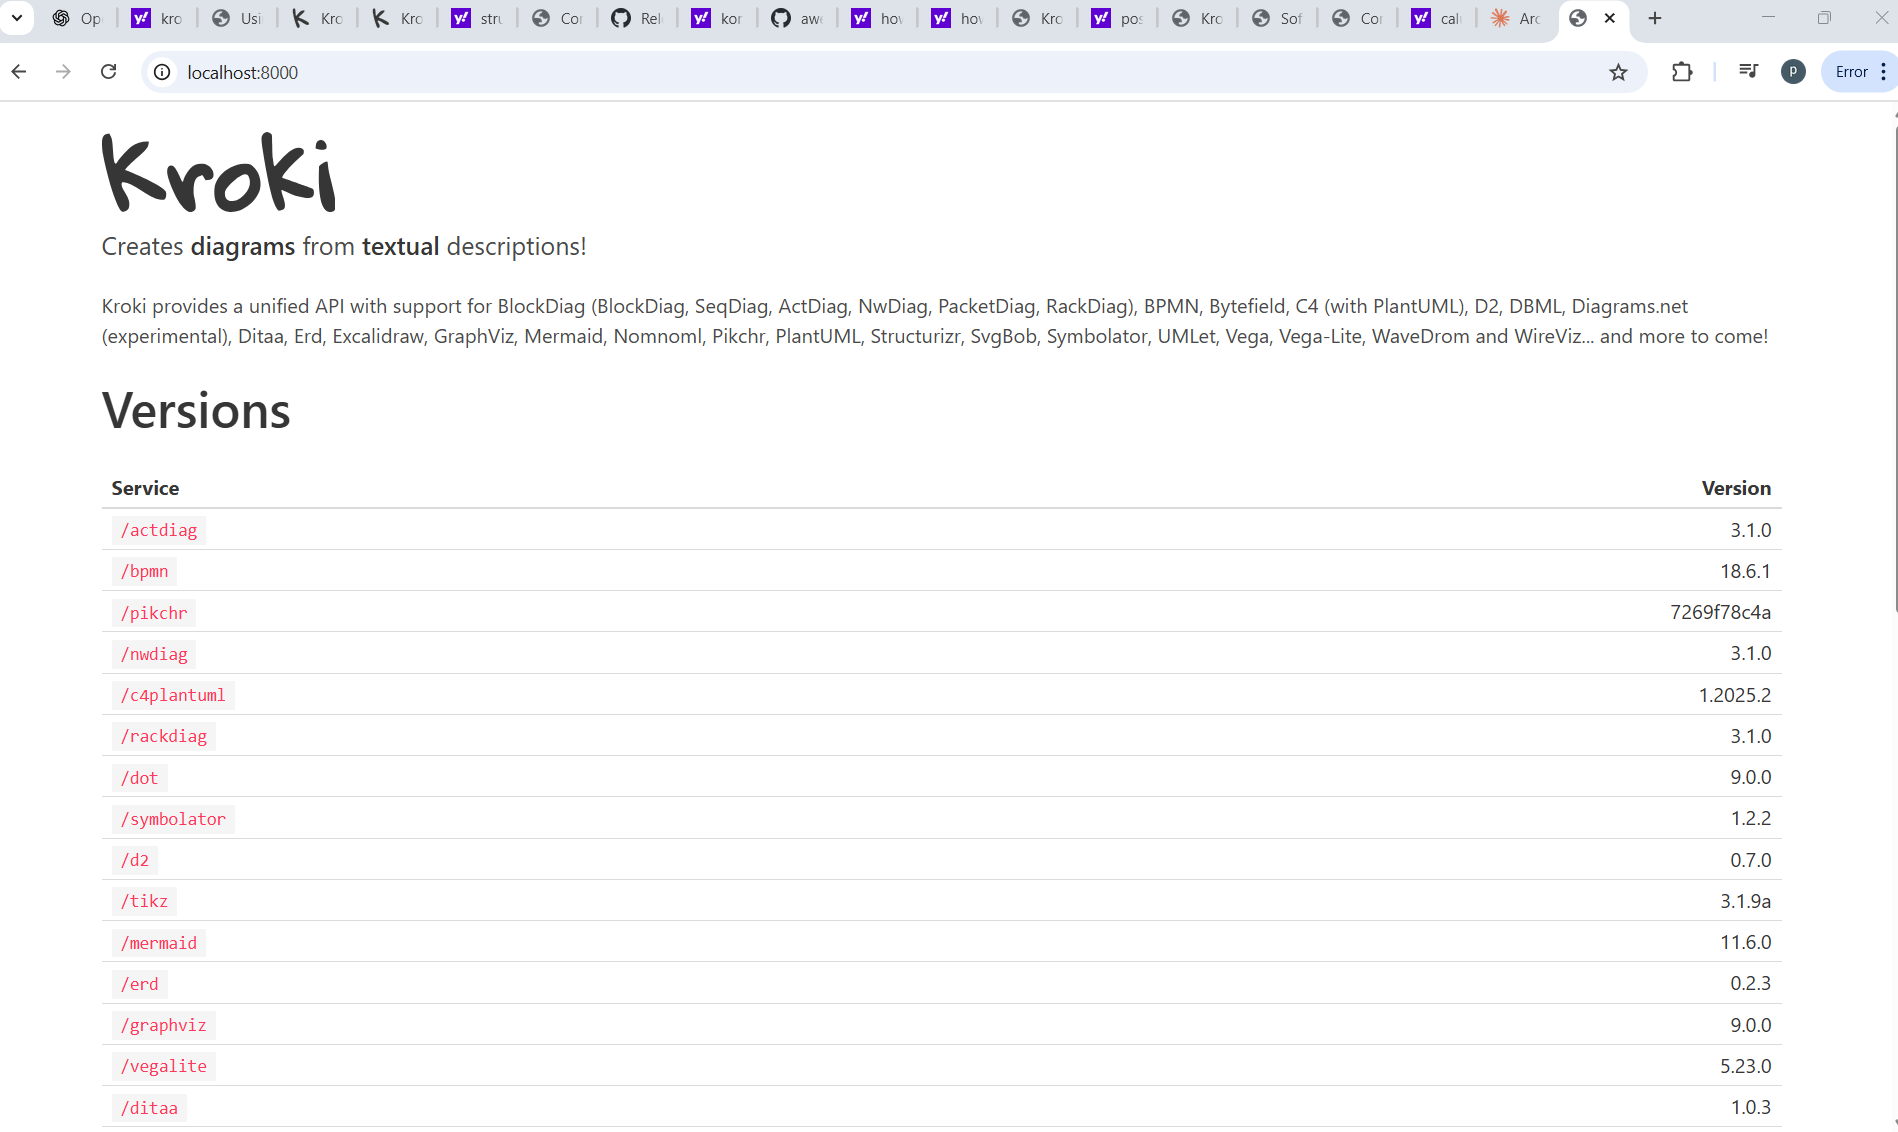 Op
kro
Usi
Kro
Kro
stru
Cor
Rel
kor
awe
how
how
Kro
pos
Kro
Sof
Cor
cal
Arc
localhost:8000
P
Error
Kroki
Creates diagrams from textual descriptions!
Kroki provides a unified API with support for BlockDiag (BlockDiag, SeqDiag, ActDiag, NwDiag, PacketDiag, RackDiag), BPMN, Bytefield, C4 (with PlantUML), D2, DBML, Diagrams.net
(experimental), Ditaa, Erd, Excalidraw, GraphViz, Mermaid, Nomnoml, Pikchr, PlantUML, Structurizr, SvgBob, Symbolator, UMLet, Vega, Vega-Lite, WaveDrom and WireViz... and more to come!
Versions
Service Version
/actdiag 3.1.0
/bpmn 18.6.1
/pikchr 7269f78c4a
/nwdiag 3.1.0
/c4plantuml 1.2025.2
/rackdiag 3.1.0
/dot 9.0.0
/symbolator 1.2.2
/d2 0.7.0
/tikz 3.1.9a
/mermaid 11.6.0
/erd 0.2.3
/graphviz 9.0.0
/vegalite 5.23.0
/ditaa 1.0.3